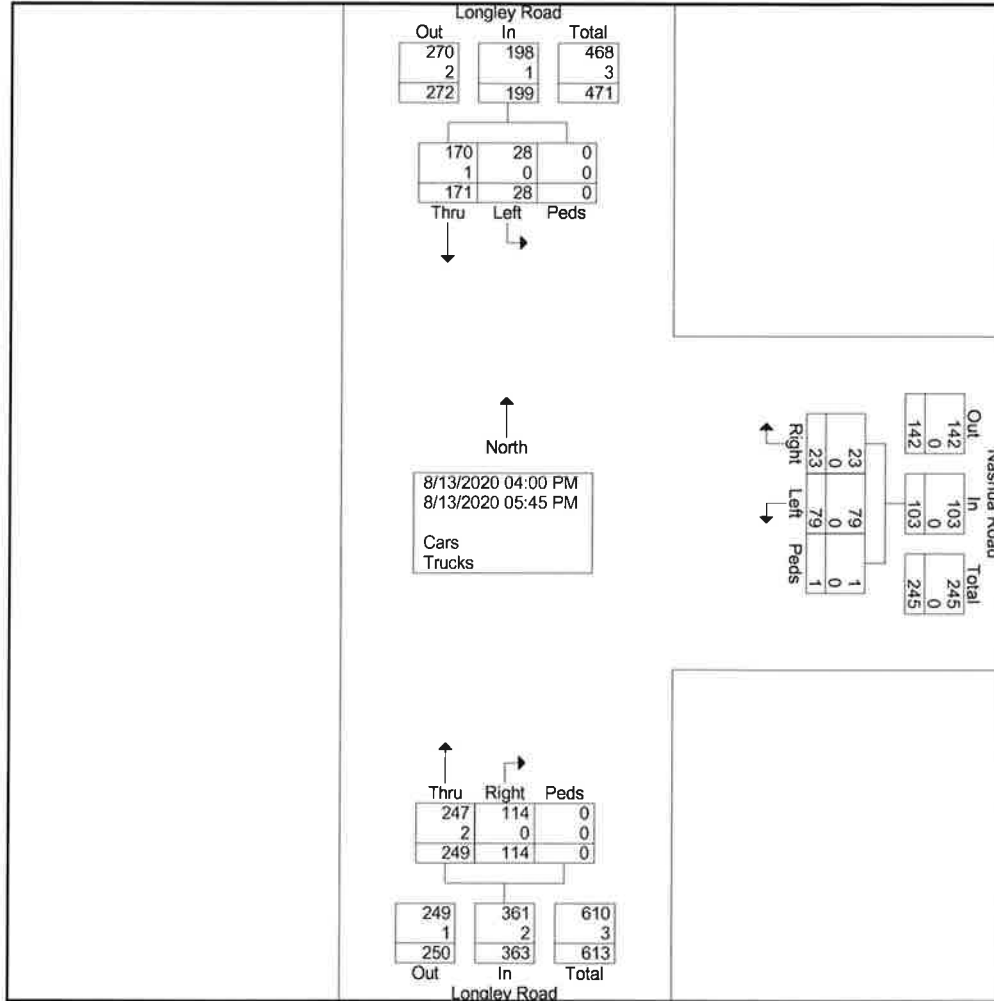 Longley Road
Out In Total
270 198 468
2 1 3
272 199 471
170 28 0
1 0 0
171 28 0
Thru Left Peds
North
8/13/2020 04:00 PM
8/13/2020 05:45 PM
Cars
Trucks
Nashua Road
Out In Total
142 103 245
0 0 0
142 103 245
23 79 1
0 0 0
23 79 1
Right Left Peds
Thru Right Peds
247 114 0
2 0 0
249 114 0
249 361 610
1 2 3
250 363 613
Out In Total
Longley Road